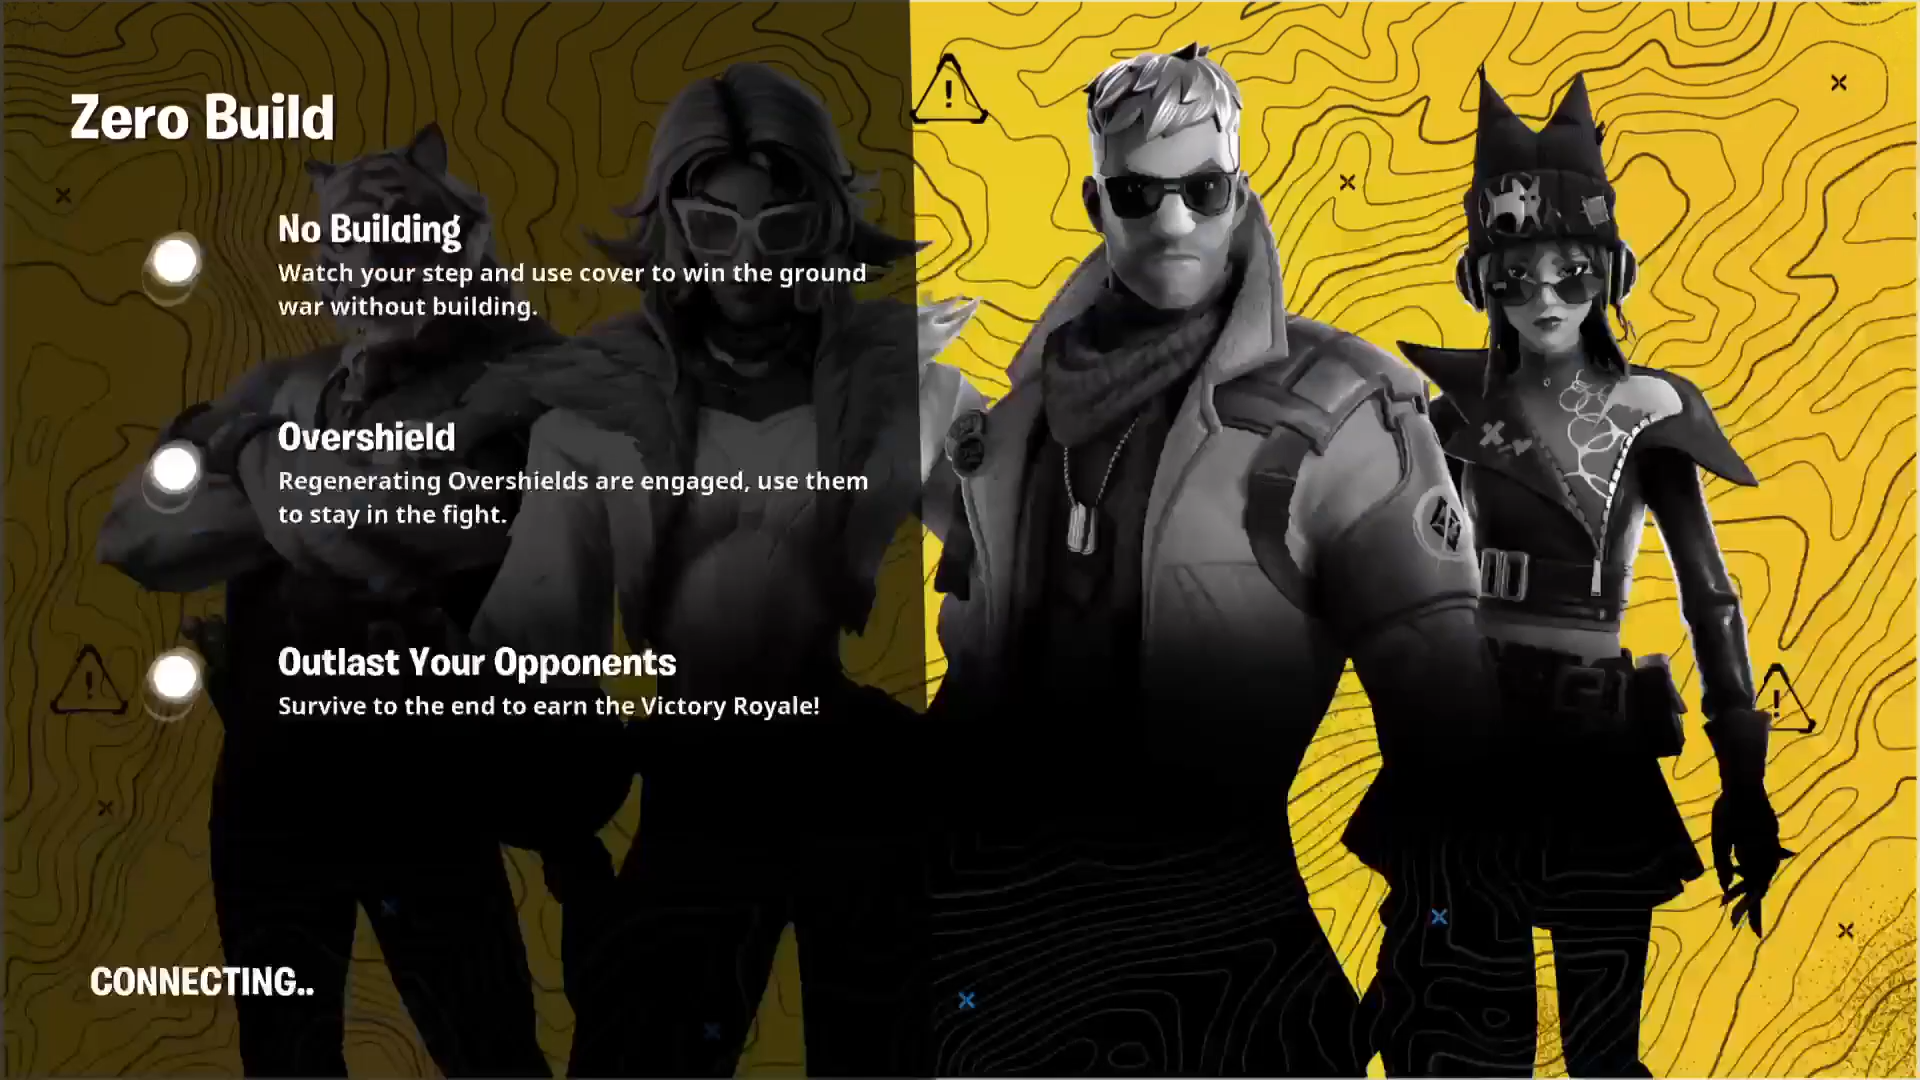 Zero Build
No Building
Watch your step and use cover to win the ground
war without building.
Overshield
Regenerating Overshields are engaged, use them
to stay in the fight.
Outlast Your Opponents
Survive to the end to earn the Victory Royale!
CONNECTING..